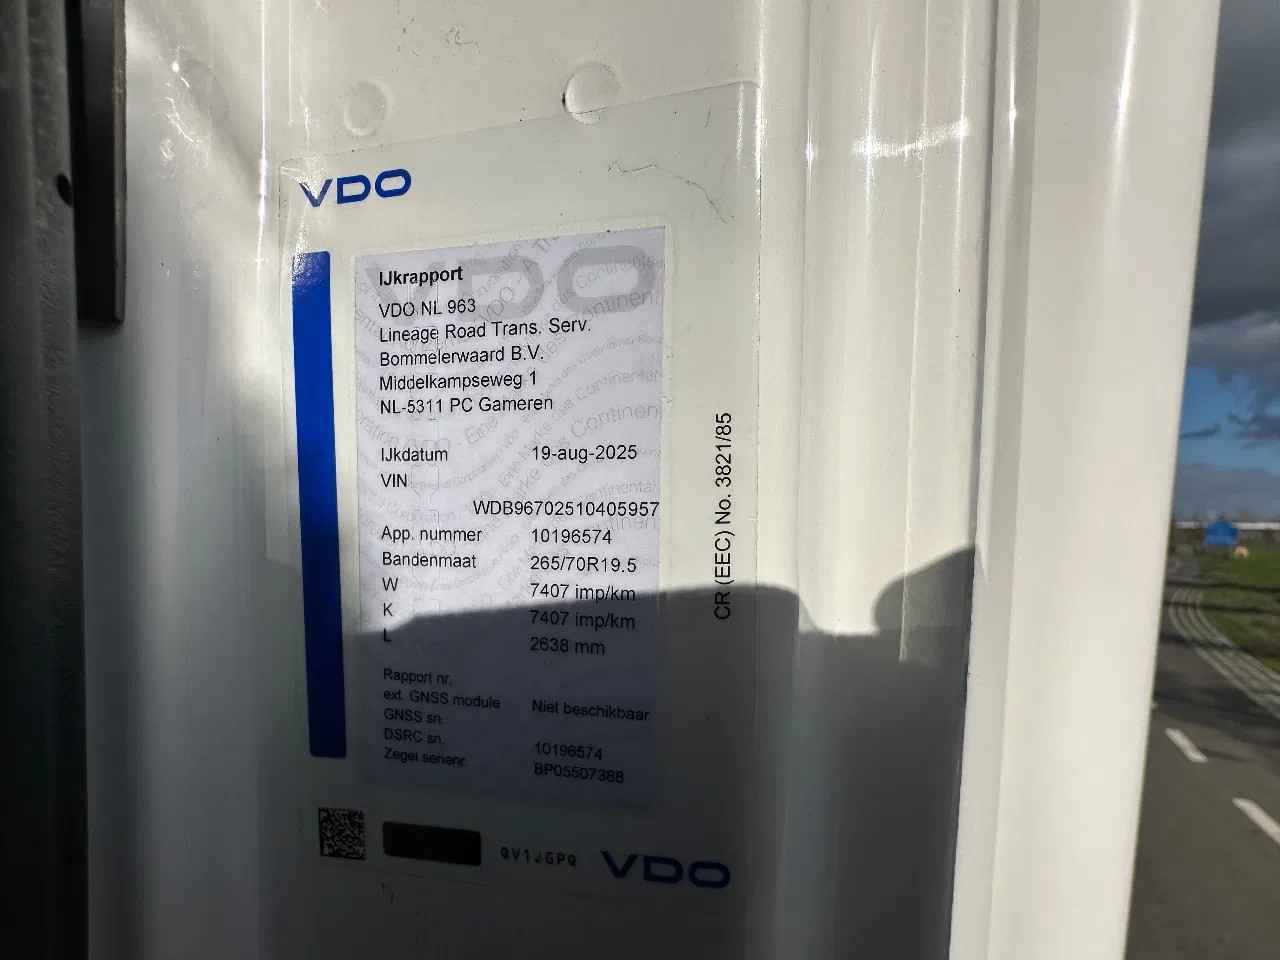 VDO
IJkrapport
VDO NL 963
Lineage Road Trans. Serv.
Bommelerwaard B.V.
Middelkampseweg 1
NL-5311 PC Gameren
IJkdatum 19-aug-2025
VIN
WDB96702510405957
App. nummer 10196574
Bandenmaat 265/70R19.5
W 7407 imp/km
K 7407 imp/km
L 2638 mm
Rapport nr.
ext. GNSS module Niet beschikbaar
GNSS sn.
DSRC sn. 10196574
Zegel serienr. BP05507388
CR (EEC) No. 3821/85
QV1JGPQ
VDO